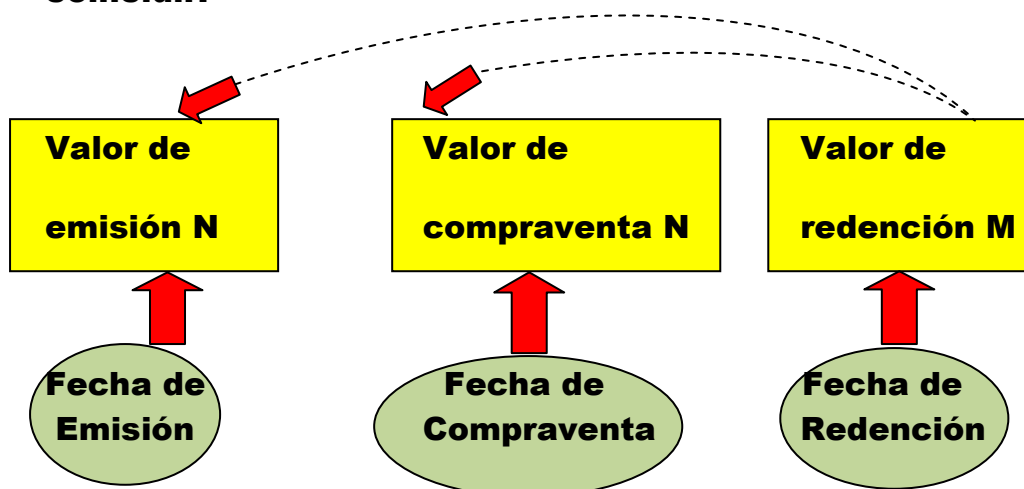 Valor de
emisión N
Valor de
compraventa N
Valor de
redención M
Fecha de
Emisión
Fecha de
Compraventa
Fecha de
Redención